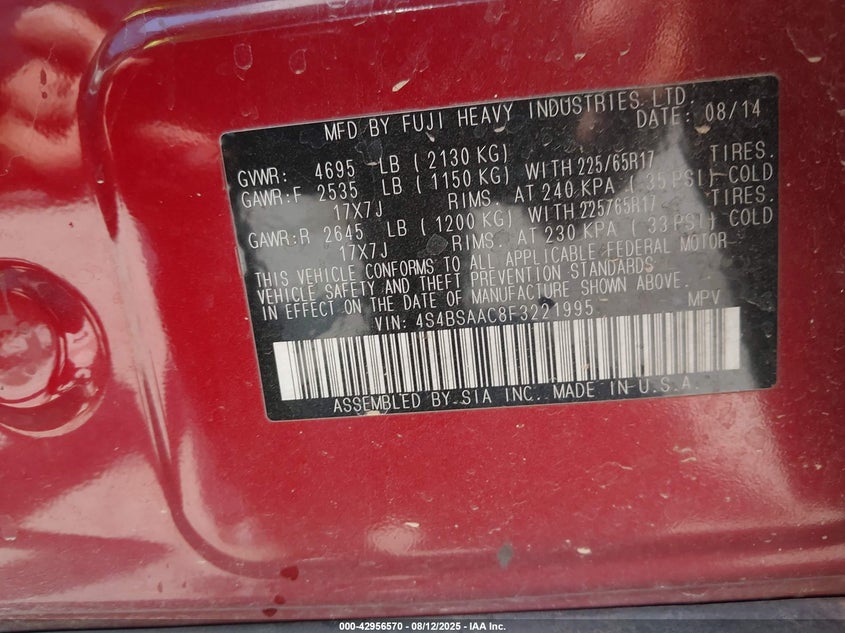 MFD BY FUJI HEAVY INDUSTRIES LTD.
DATE: 08/14
GVWR: 4695 LB (2130 KG)
GAWR:F 2535 LB (1150 KG) WITH 225/65R17 TIRES.
17X7J RIMS. AT 240 KPA (35 PSI) COLD
GAWR:R 2645 LB (1200 KG) WITH 225/65R17 TIRES.
17X7J RIMS. AT 230 KPA (33 PSI) COLD
THIS VEHICLE CONFORMS TO ALL APPLICABLE FEDERAL MOTOR
VEHICLE SAFETY AND THEFT PREVENTION STANDARDS
IN EFFECT ON THE DATE OF MANUFACTURE SHOWN ABOVE.
VIN: 4S4BSAAC8F3221995 MPV
ASSEMBLED BY SIA INC. MADE IN U.S.A.
000-42956570 - 08/12/2025 - IAA Inc.